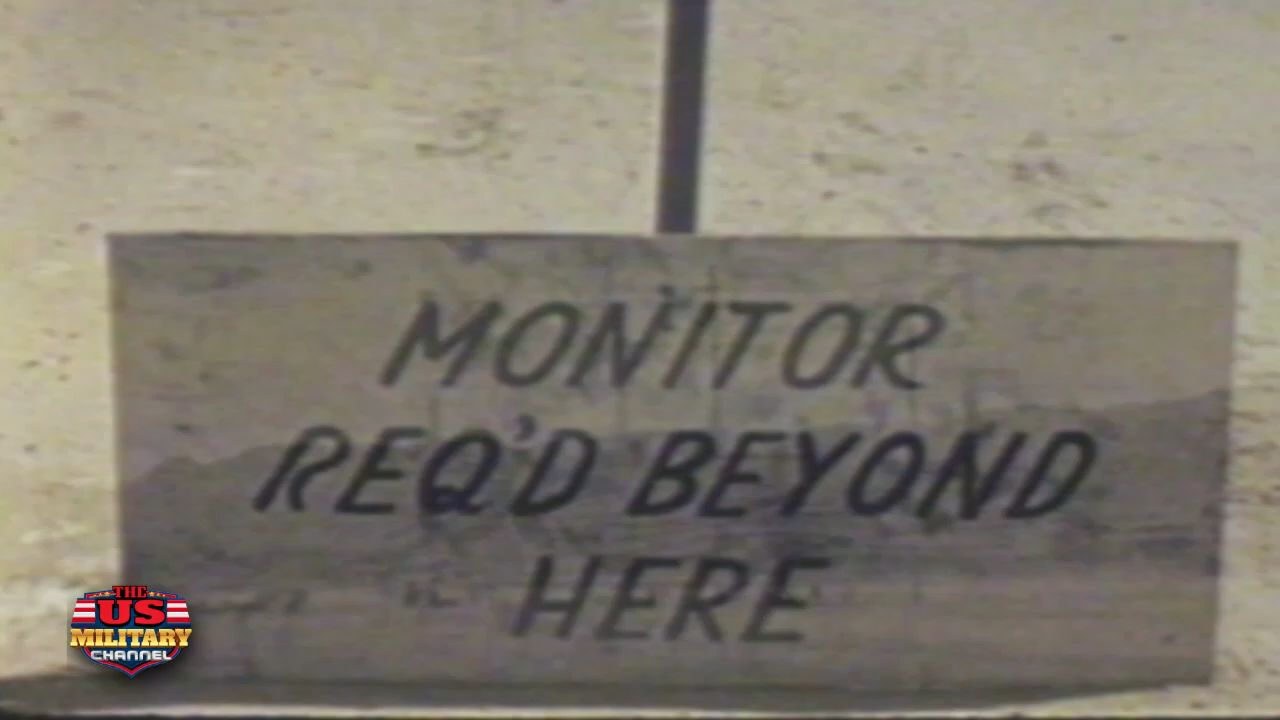 MONITOR
REQ'D BEYOND
HERE
THE
US
MILITARY
CHANNEL